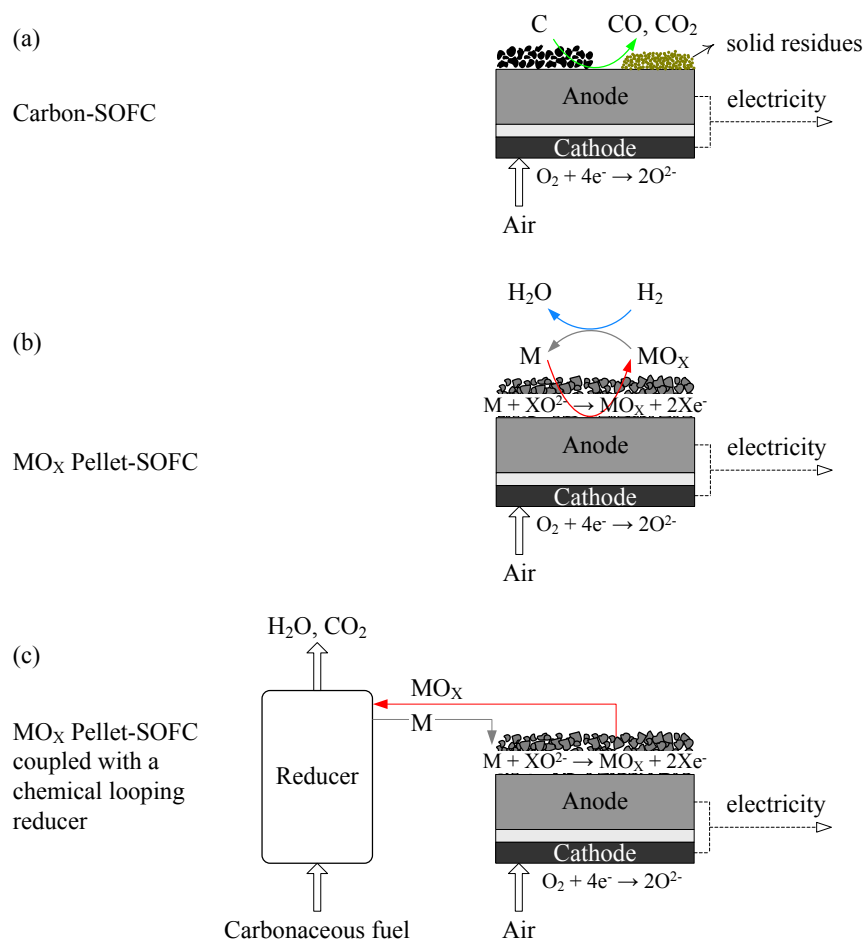 (a)
C
CO, CO₂
solid residues
Carbon-SOFC
Anode
electricity
Cathode
O₂ + 4e⁻ → 2O²⁻
Air
(b)
H₂O
H₂
M
MOₓ
M + XO²⁻ → MOₓ + 2Xe⁻
MOₓ Pellet-SOFC
Anode
electricity
Cathode
O₂ + 4e⁻ → 2O²⁻
Air
(c)
H₂O, CO₂
MOₓ
M
MOₓ Pellet-SOFC
coupled with a
chemical looping
reducer
Reducer
M + XO²⁻ → MOₓ + 2Xe⁻
Anode
electricity
Cathode
O₂ + 4e⁻ → 2O²⁻
Carbonaceous fuel
Air